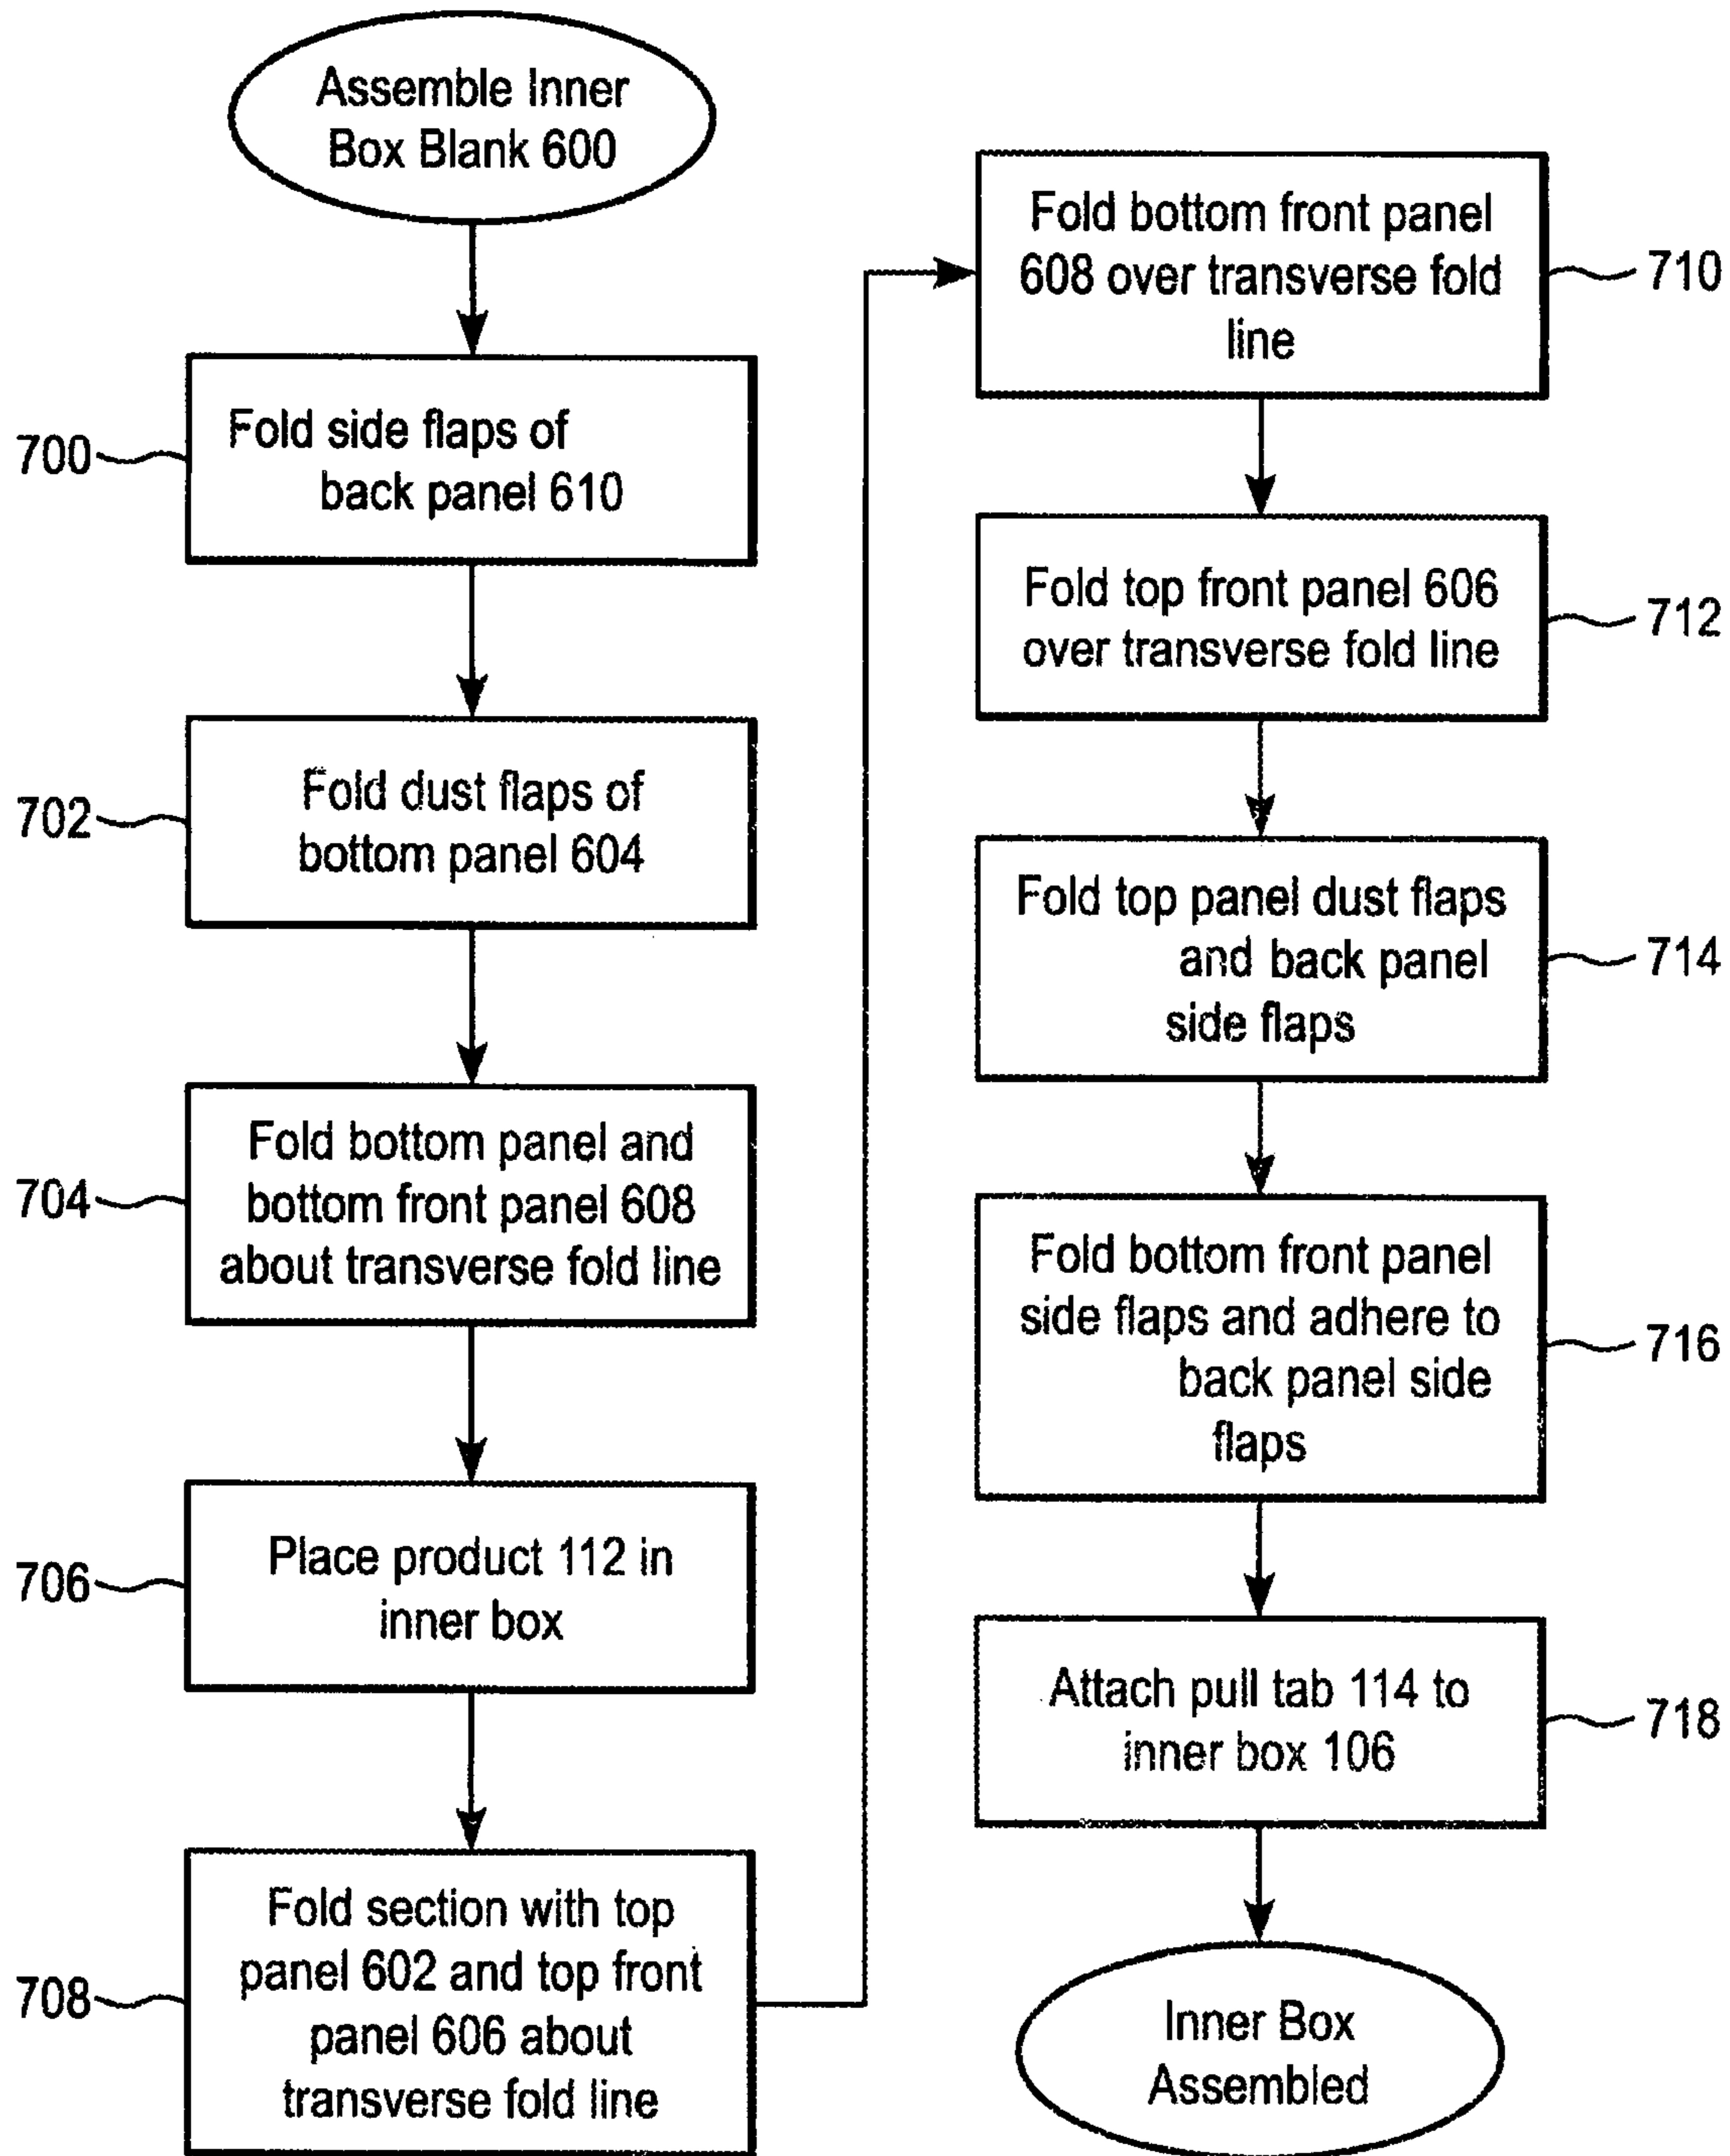 Assemble Inner
Box Blank 600
700
Fold side flaps of
back panel 610
702
Fold dust flaps of
bottom panel 604
704
Fold bottom panel and
bottom front panel 608
about transverse fold line
706
Place product 112 in
inner box
708
Fold section with top
panel 602 and top front
panel 606 about
transverse fold line
Fold bottom front panel
608 over transverse fold
line
710
Fold top front panel 606
over transverse fold line
712
Fold top panel dust flaps
and back panel
side flaps
714
Fold bottom front panel
side flaps and adhere to
back panel side
flaps
716
Attach pull tab 114 to
inner box 106
718
Inner Box
Assembled